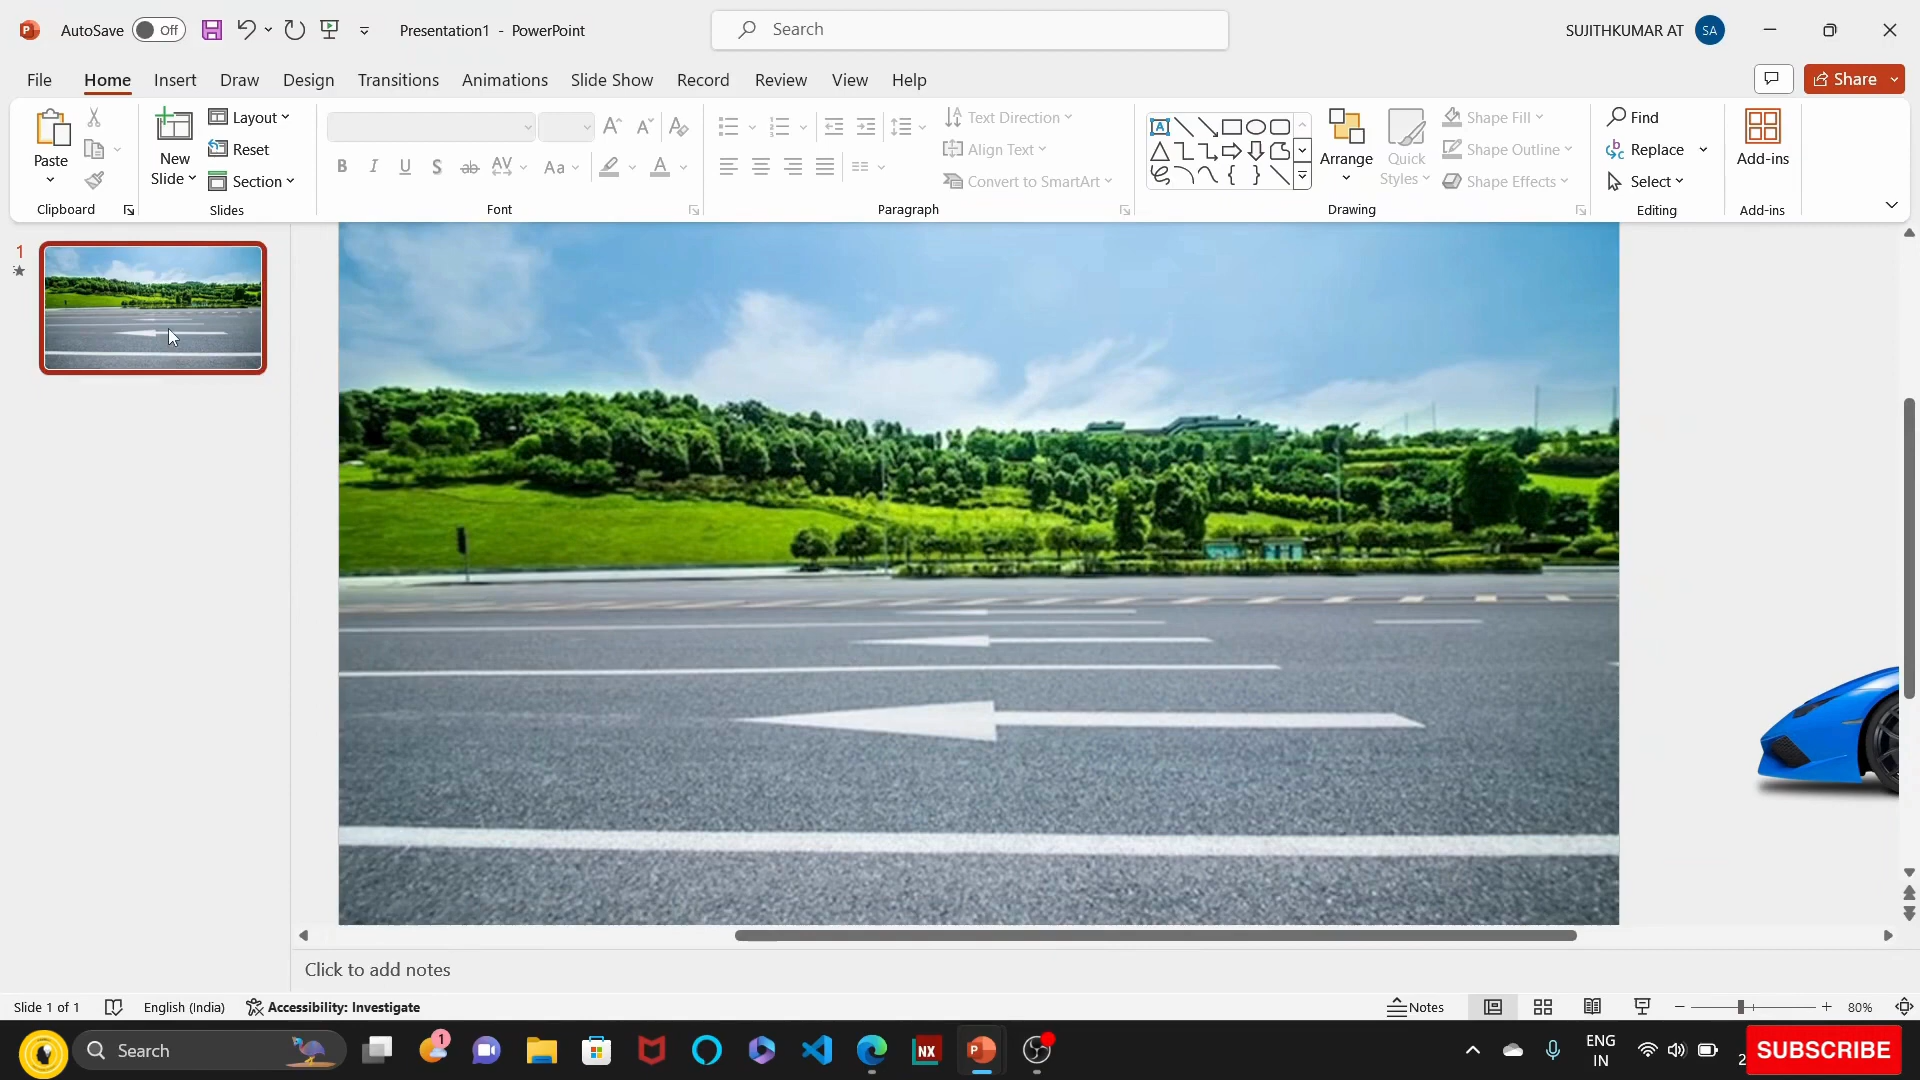 AutoSave Off Presentation1 - PowerPoint Search SUJITHKUMAR AT SA
File Home Insert Draw Design Transitions Animations Slide Show Record Review View Help Share
Paste
New Slide
Layout
Reset
Section
Aa
Text Direction
Align Text
Convert to SmartArt
Arrange
Quick Styles
Shape Fill
Shape Outline
Shape Effects
Find
Replace
Select
Add-ins
Clipboard Slides Font Paragraph Drawing Editing Add-ins
1
Click to add notes
Slide 1 of 1 English (India) Accessibility: Investigate Notes 80%
Search 1 NX ENG
IN
2
SUBSCRIBE